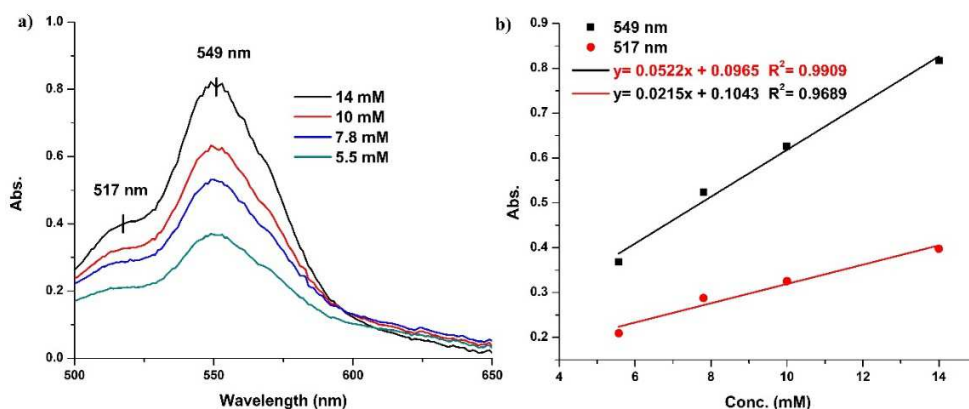 a)
549 nm
517 nm
14 mM
10 mM
7.8 mM
5.5 mM
Abs.
0.8
0.6
0.4
0.2
0.0
500
550
600
650
Wavelength (nm)
b)
549 nm
517 nm
y= 0.0522x + 0.0965 R²= 0.9909
y= 0.0215x + 0.1043 R²= 0.9689
Abs.
0.9
0.8
0.7
0.6
0.5
0.4
0.3
0.2
4
6
8
10
12
14
Conc. (mM)